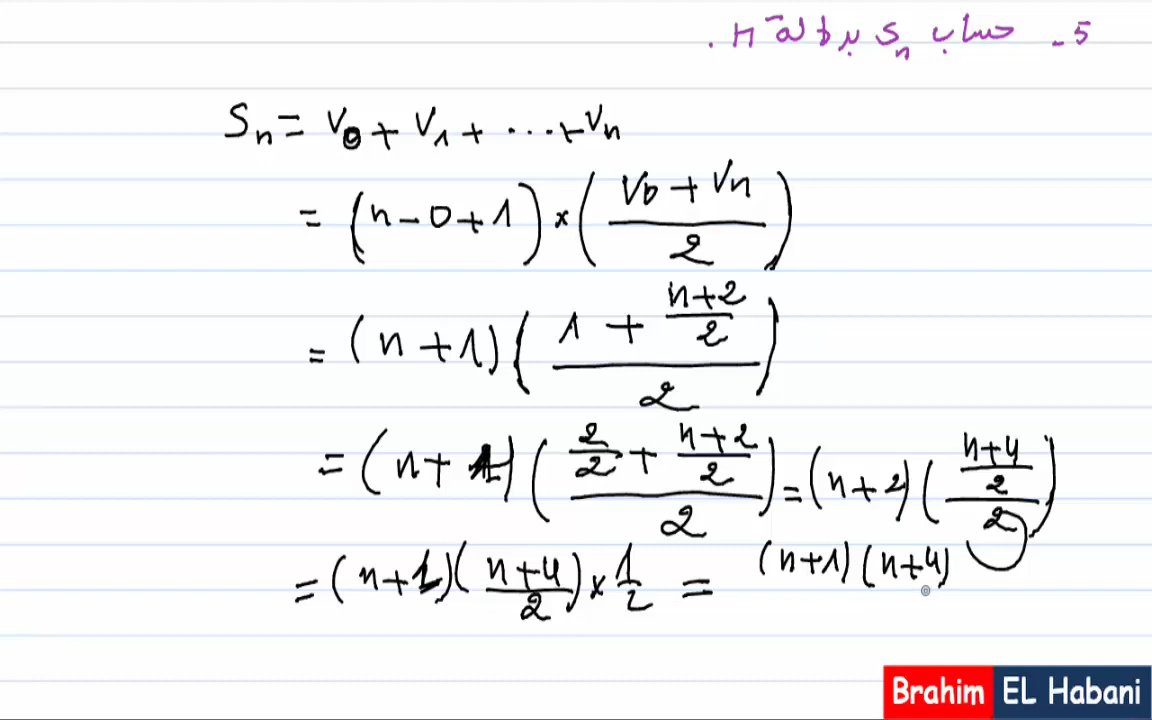 5 - حساب Sₙ بدلالة n .
Sₙ = V₀ + V₁ + ... + Vₙ
= (n - 0 + 1) × ((V₀ + Vₙ)/2)
= (n + 1) ((1 + (n+2)/2)/2)
= (n + 1) ((2/2 + (n+2)/2)/2) = (n + 2) (((n+4)/2)/2)
= (n + 1) ((n+4)/2) × 1/2 = (n+1)(n+4)
Brahim EL Habani